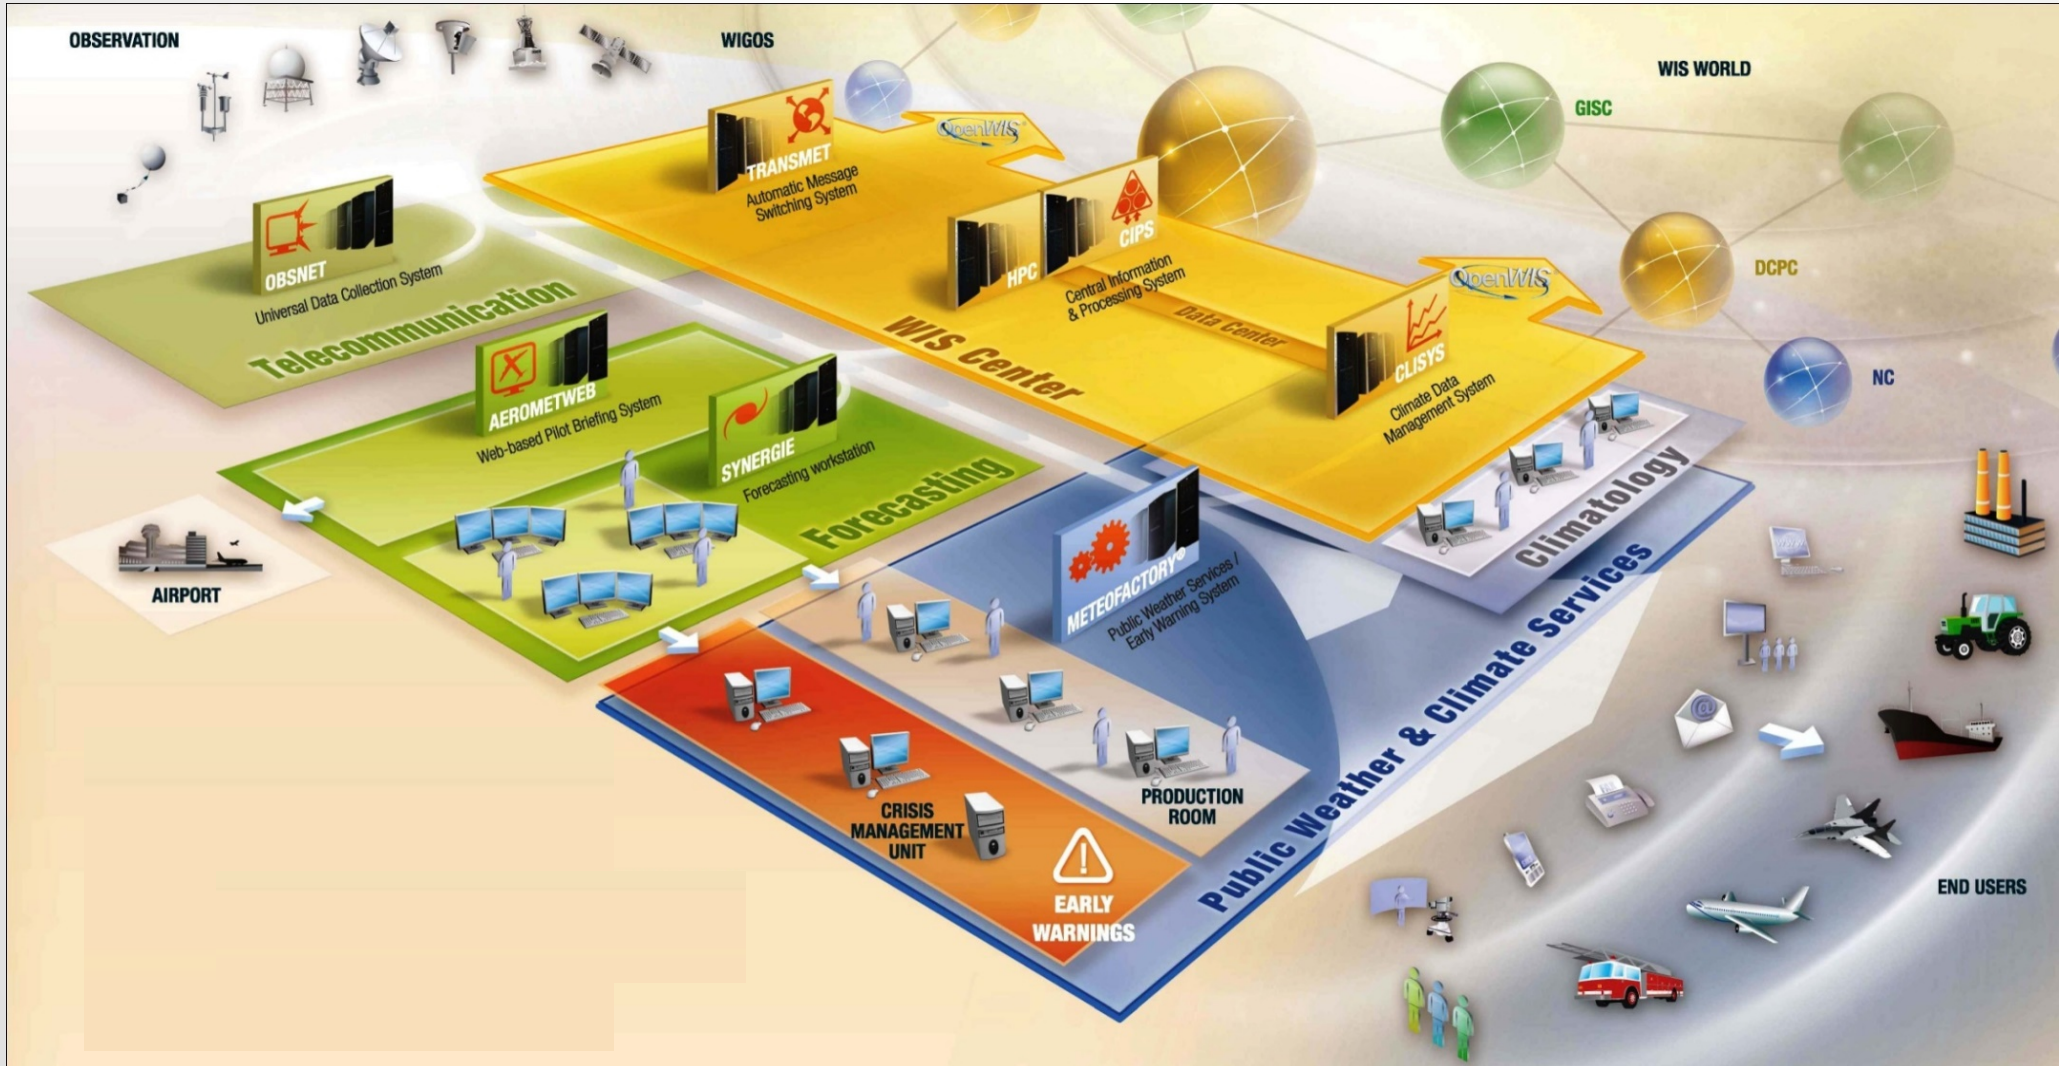 OBSERVATION
WIGOS
WIS WORLD
GISC
OpenWIS®
TRANSMET
Automatic Message
Switching System
OBSNET
Universal Data Collection System
Telecommunication
HPC
CIPS
Central Information
& Processing System
Data Center
WIS Center
OpenWIS®
DCPC
CLISYS
Climate Data
Management System
NC
AEROMETWEB
Web-based Pilot Briefing System
SYNERGIE
Forecasting workstation
Forecasting
Climatology
AIRPORT
METEOFACTORY®
Public Weather Services /
Early Warning System
Public Weather & Climate Services
@
CRISIS
MANAGEMENT
UNIT
PRODUCTION
ROOM
!
EARLY
WARNINGS
END USERS